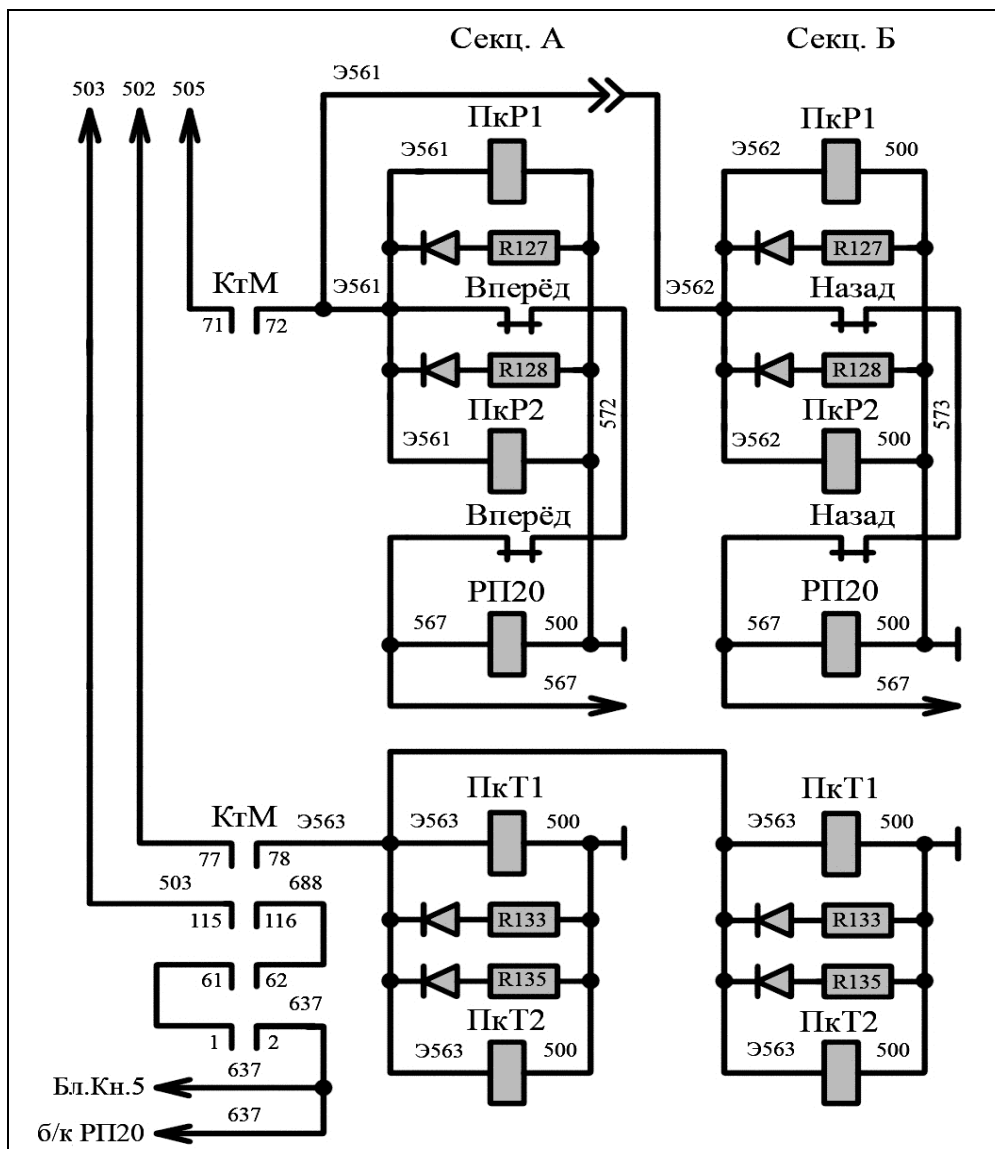 Секц. А Секц. Б
503 502 505 Э561
ПкР1 ПкР1
Э561 Э562 500
R127 R127
КтМ Э561 Вперёд Э562 Назад
71 72
R128 R128
ПкР2 572 ПкР2 573
Э561 Э562 500
Вперёд Назад
РП20 РП20
567 500 567 500
567 567
ПкТ1 ПкТ1
КтМ Э563 Э563 500 Э563 500
77 78
503 688
115 116 R133 R133
61 62 R135 R135
637 ПкТ2 ПкТ2
1 2 Э563 500 Э563 500
637
Бл.Кн.5
637
б/к РП20